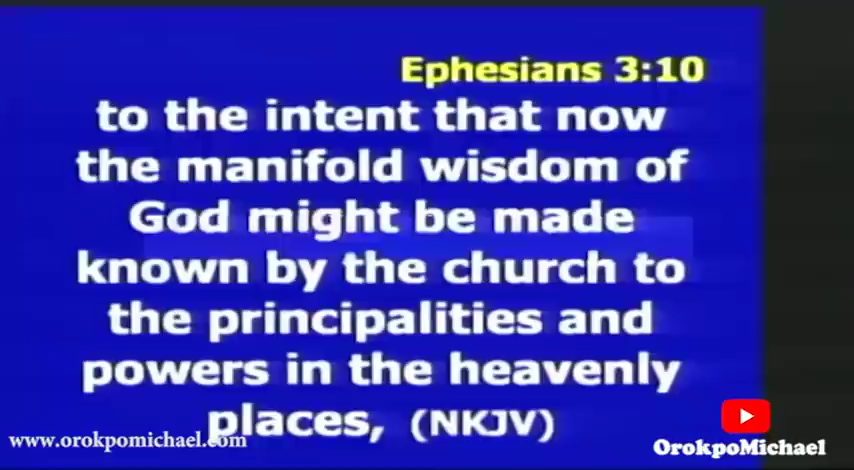 Ephesians 3:10
to the intent that now
the manifold wisdom of
God might be made
known by the church to
the principalities and
powers in the heavenly
places, (NKJV)
www.orokpomichael.com
OrokpoMichael